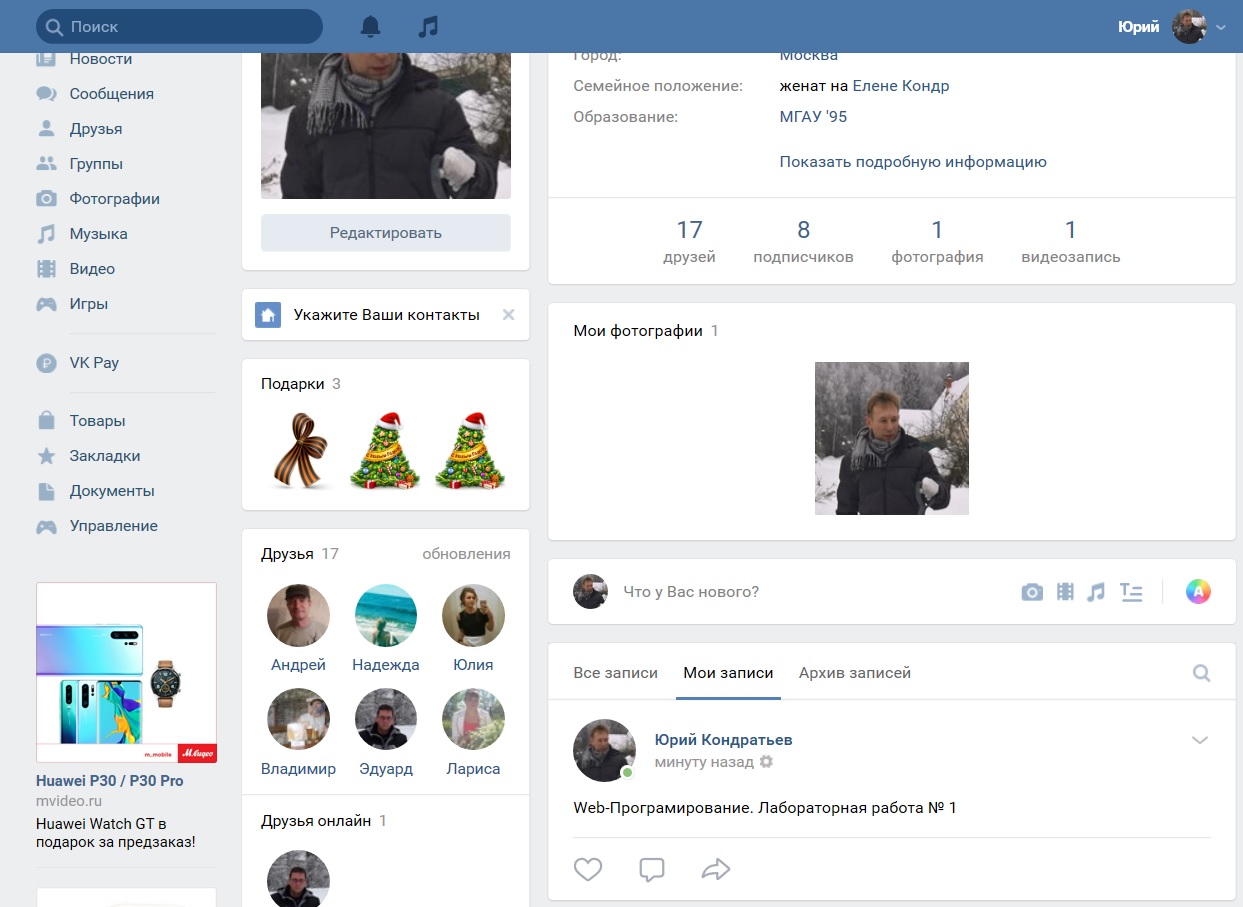 Поиск
Юрий
Новости
Сообщения
Друзья
Группы
Фотографии
Музыка
Видео
Игры
VK Pay
Товары
Закладки
Документы
Управление
m_mobile М.видео
Huawei P30 / P30 Pro
mvideo.ru
Huawei Watch GT в
подарок за предзаказ!
Редактировать
Укажите Ваши контакты
Подарки 3
Друзья 17 обновления
Андрей Надежда Юлия
Владимир Эдуард Лариса
Друзья онлайн 1
Город: Москва
Семейное положение: женат на Елене Кондр
Образование: МГАУ '95
Показать подробную информацию
17 8 1 1
друзей подписчиков фотография видеозапись
Мои фотографии 1
Что у Вас нового?
Все записи Мои записи Архив записей
Юрий Кондратьев
минуту назад
Web-Програмирование. Лабораторная работа № 1